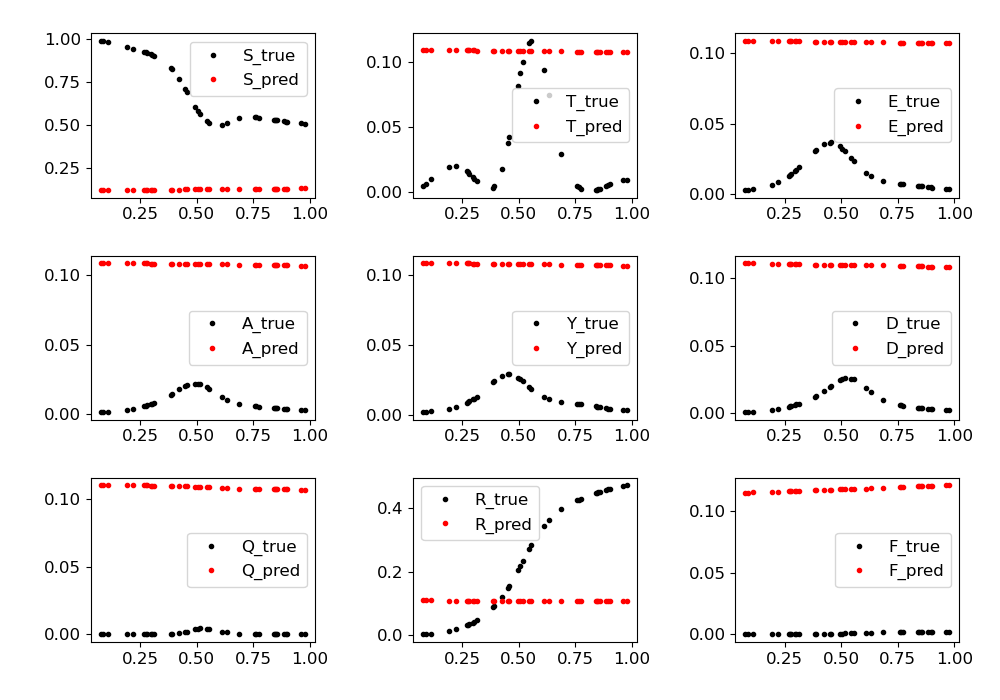 1.00
0.75
0.50
0.25
S_true
S_pred
0.25 0.50 0.75 1.00
0.10
0.05
0.00
T_true
T_pred
0.25 0.50 0.75 1.00
0.10
0.05
0.00
E_true
E_pred
0.25 0.50 0.75 1.00
0.10
0.05
0.00
A_true
A_pred
0.25 0.50 0.75 1.00
0.10
0.05
0.00
Y_true
Y_pred
0.25 0.50 0.75 1.00
0.10
0.05
0.00
D_true
D_pred
0.25 0.50 0.75 1.00
0.10
0.05
0.00
Q_true
Q_pred
0.25 0.50 0.75 1.00
0.4
0.2
0.0
R_true
R_pred
0.25 0.50 0.75 1.00
0.10
0.05
0.00
F_true
F_pred
0.25 0.50 0.75 1.00